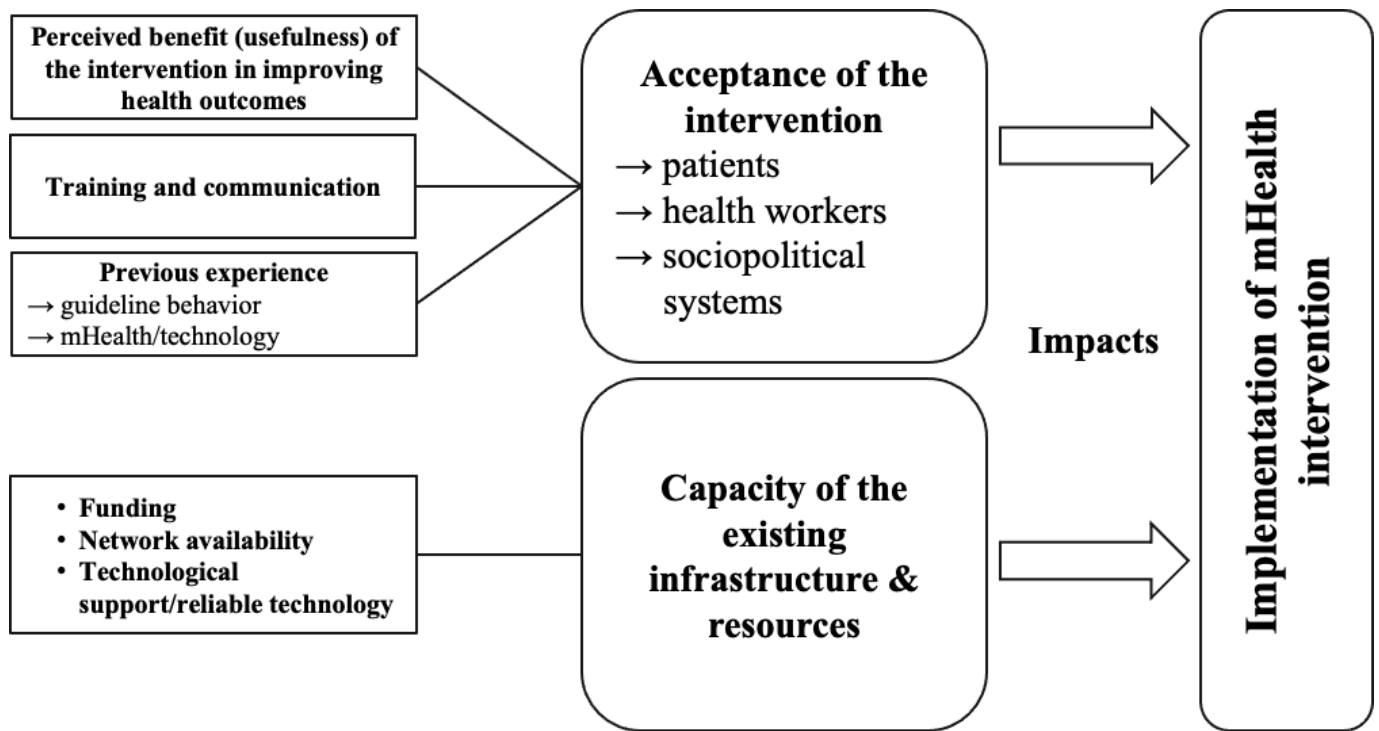 Perceived benefit (usefulness) of
the intervention in improving
health outcomes
Training and communication
Previous experience
→ guideline behavior
→ mHealth/technology
• Funding
• Network availability
• Technological
support/reliable technology
Acceptance of the
intervention
→ patients
→ health workers
→ sociopolitical
systems
Capacity of the
existing
infrastructure &
resources
Impacts
Implementation of mHealth
intervention